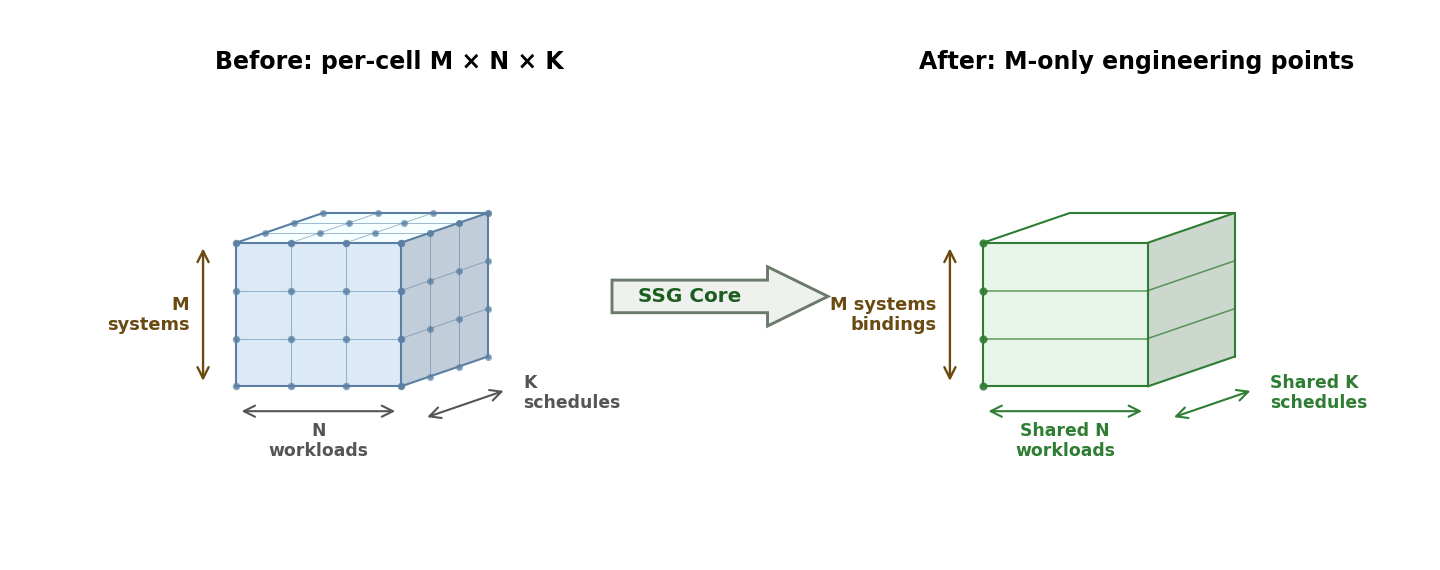 Before: per-cell M × N × K
After: M-only engineering points
M
systems
N
workloads
K
schedules
SSG Core
M systems
bindings
Shared N
workloads
Shared K
schedules